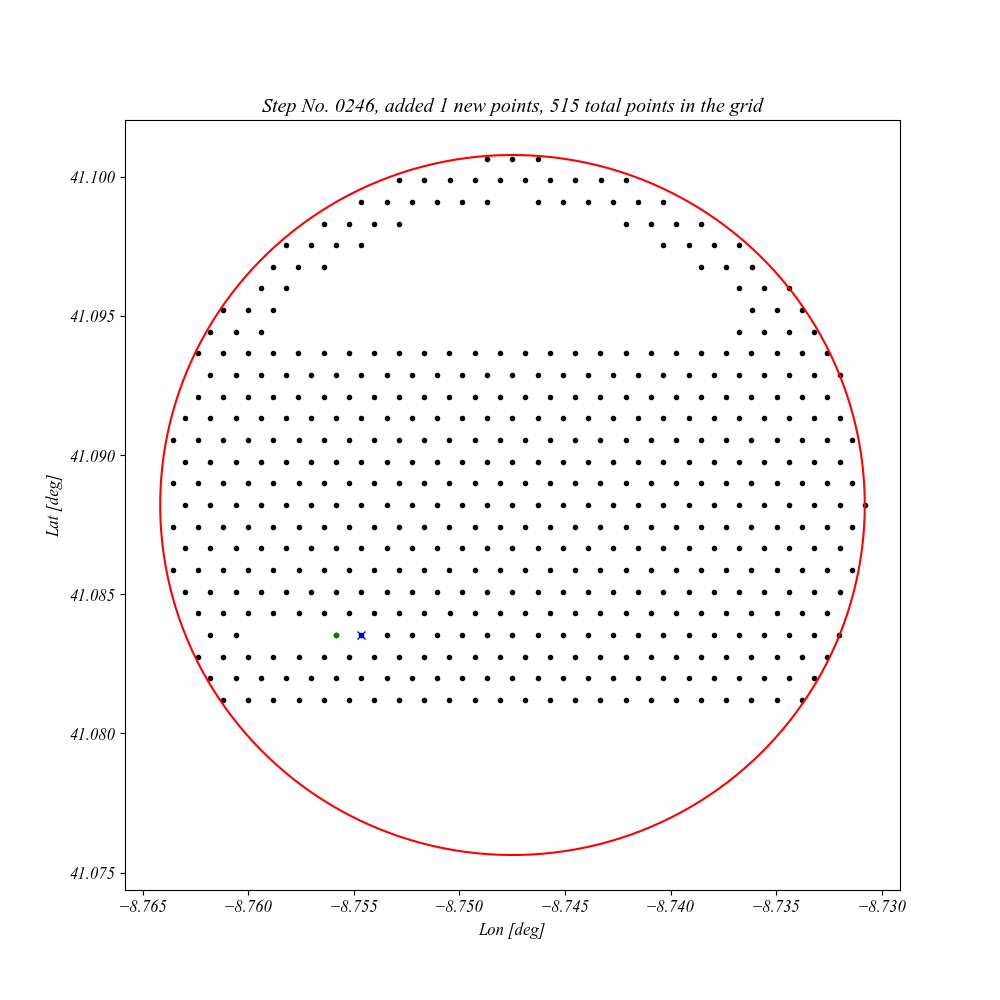 Step No. 0246, added 1 new points, 515 total points in the grid
41.100
41.095
41.090
41.085
41.080
41.075
Lat [deg]
−8.765 −8.760 −8.755 −8.750 −8.745 −8.740 −8.735 −8.730
Lon [deg]